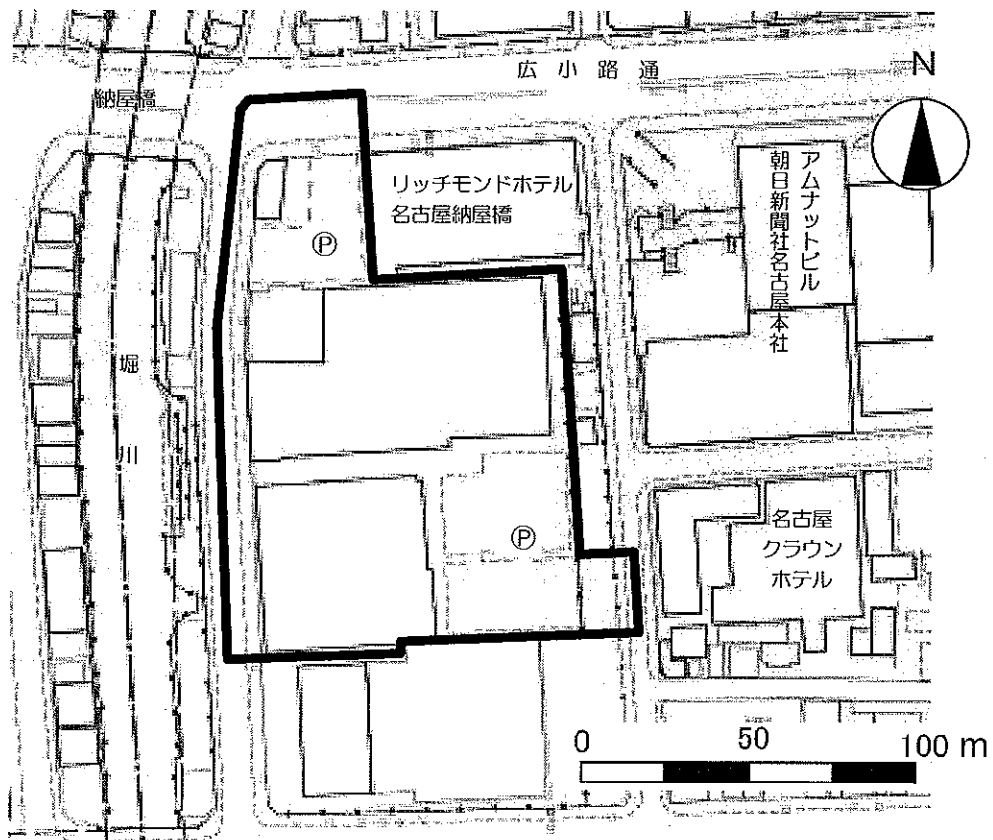 広小路通
N
納屋橋
リッチモンドホテル
名古屋納屋橋
アムナットビル
朝日新聞社名古屋本社
Ⓟ
堀川
Ⓟ
名古屋
クラウン
ホテル
0 50 100 m